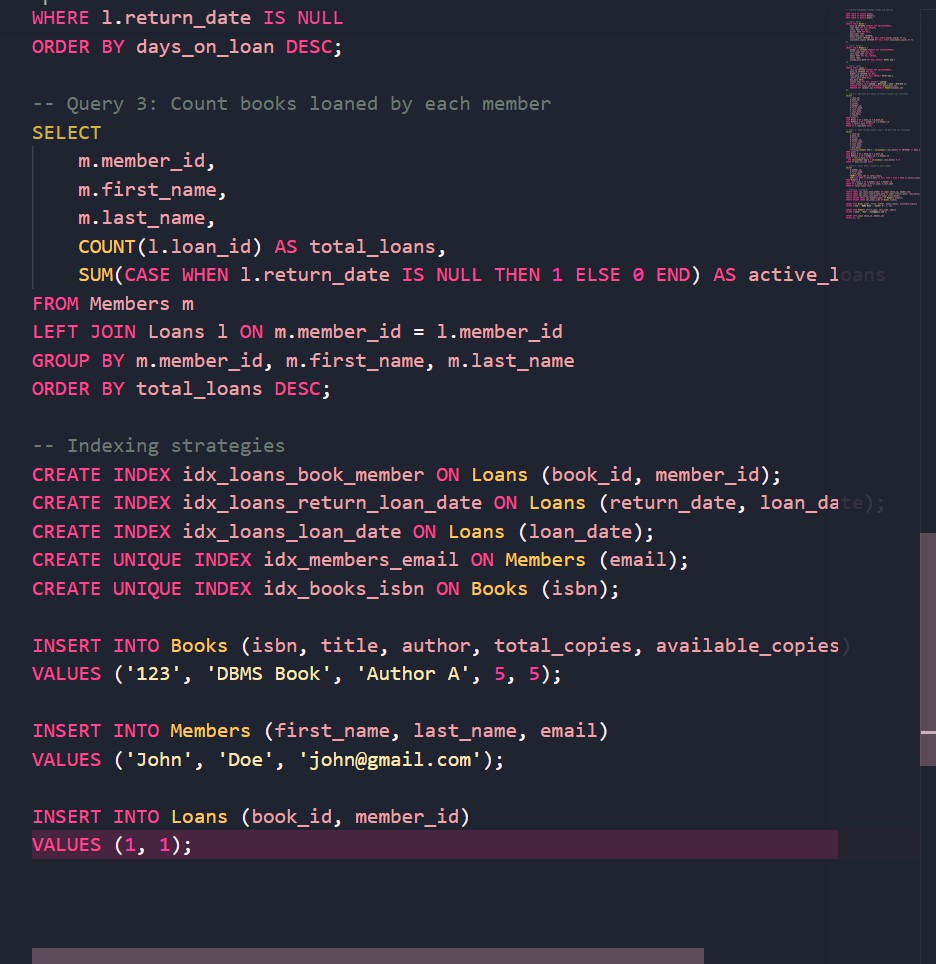 WHERE l.return_date IS NULL
ORDER BY days_on_loan DESC;

-- Query 3: Count books loaned by each member
SELECT
    m.member_id,
    m.first_name,
    m.last_name,
    COUNT(l.loan_id) AS total_loans,
    SUM(CASE WHEN l.return_date IS NULL THEN 1 ELSE 0 END) AS active_loans
FROM Members m
LEFT JOIN Loans l ON m.member_id = l.member_id
GROUP BY m.member_id, m.first_name, m.last_name
ORDER BY total_loans DESC;

-- Indexing strategies
CREATE INDEX idx_loans_book_member ON Loans (book_id, member_id);
CREATE INDEX idx_loans_return_loan_date ON Loans (return_date, loan_date);
CREATE INDEX idx_loans_loan_date ON Loans (loan_date);
CREATE UNIQUE INDEX idx_members_email ON Members (email);
CREATE UNIQUE INDEX idx_books_isbn ON Books (isbn);

INSERT INTO Books (isbn, title, author, total_copies, available_copies)
VALUES ('123', 'DBMS Book', 'Author A', 5, 5);

INSERT INTO Members (first_name, last_name, email)
VALUES ('John', 'Doe', 'john@gmail.com');

INSERT INTO Loans (book_id, member_id)
VALUES (1, 1);